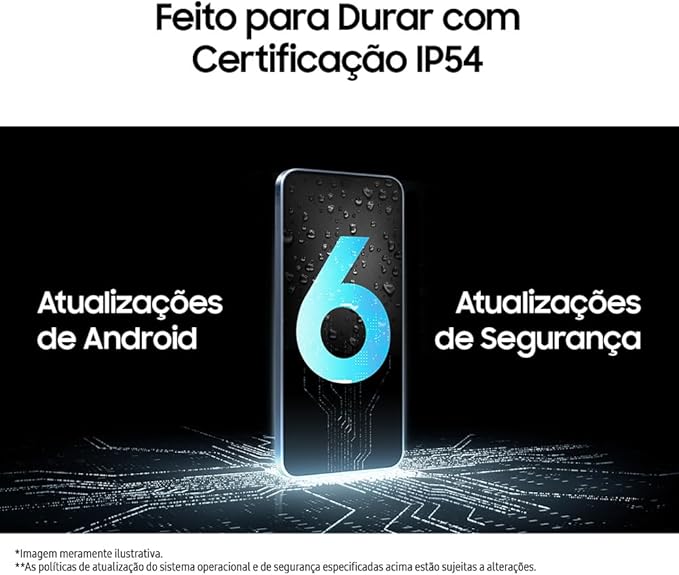 Feito para Durar com
Certificação IP54
Atualizações
de Android
6
Atualizações
de Segurança
*Imagem meramente ilustrativa.
**As políticas de atualização do sistema operacional e de segurança especificadas acima estão sujeitas a alterações.